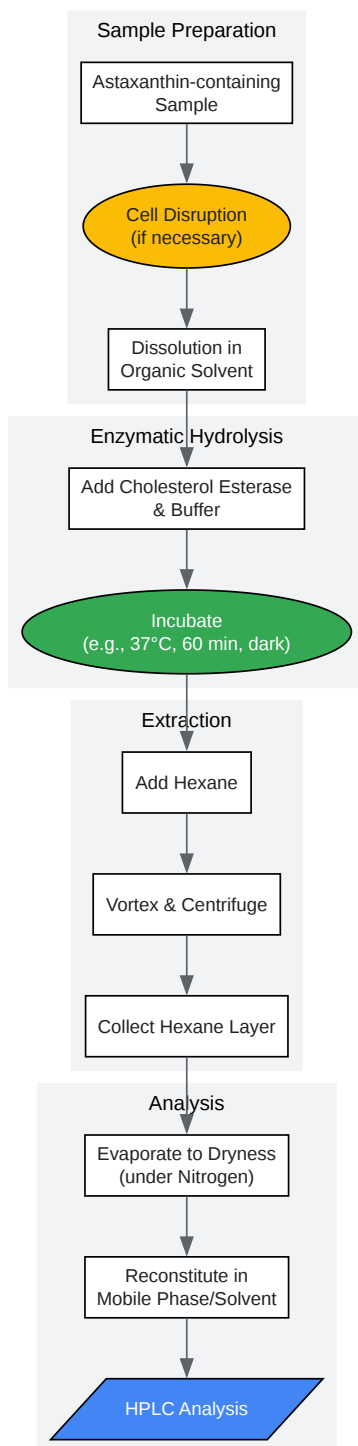 Sample Preparation
Astaxanthin-containing
Sample
Cell Disruption
(if necessary)
Dissolution in
Organic Solvent
Enzymatic Hydrolysis
Add Cholesterol Esterase
& Buffer
Incubate
(e.g., 37°C, 60 min, dark)
Extraction
Add Hexane
Vortex & Centrifuge
Collect Hexane Layer
Analysis
Evaporate to Dryness
(under Nitrogen)
Reconstitute in
Mobile Phase/Solvent
HPLC Analysis